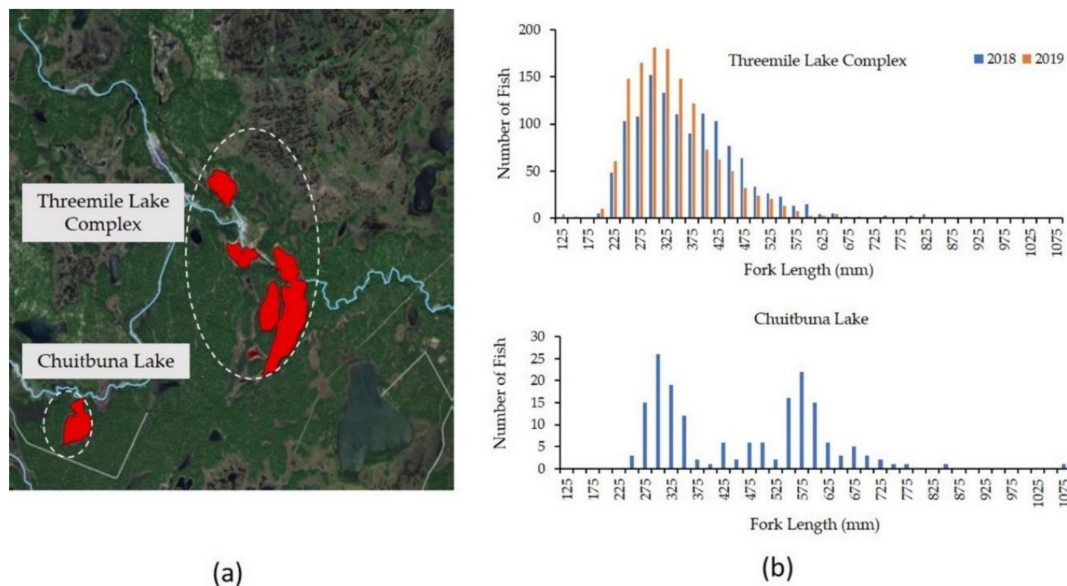 Threemile Lake
Complex
Chuitbuna Lake
(a)
Threemile Lake Complex
2018 2019
Number of Fish
200
150
100
50
0
125 175 225 275 325 375 425 475 525 575 625 675 725 775 825 875 925 975 1025 1075
Fork Length (mm)
Chuitbuna Lake
Number of Fish
30
25
20
15
10
5
0
125 175 225 275 325 375 425 475 525 575 625 675 725 775 825 875 925 975 1025 1075
Fork Length (mm)
(b)